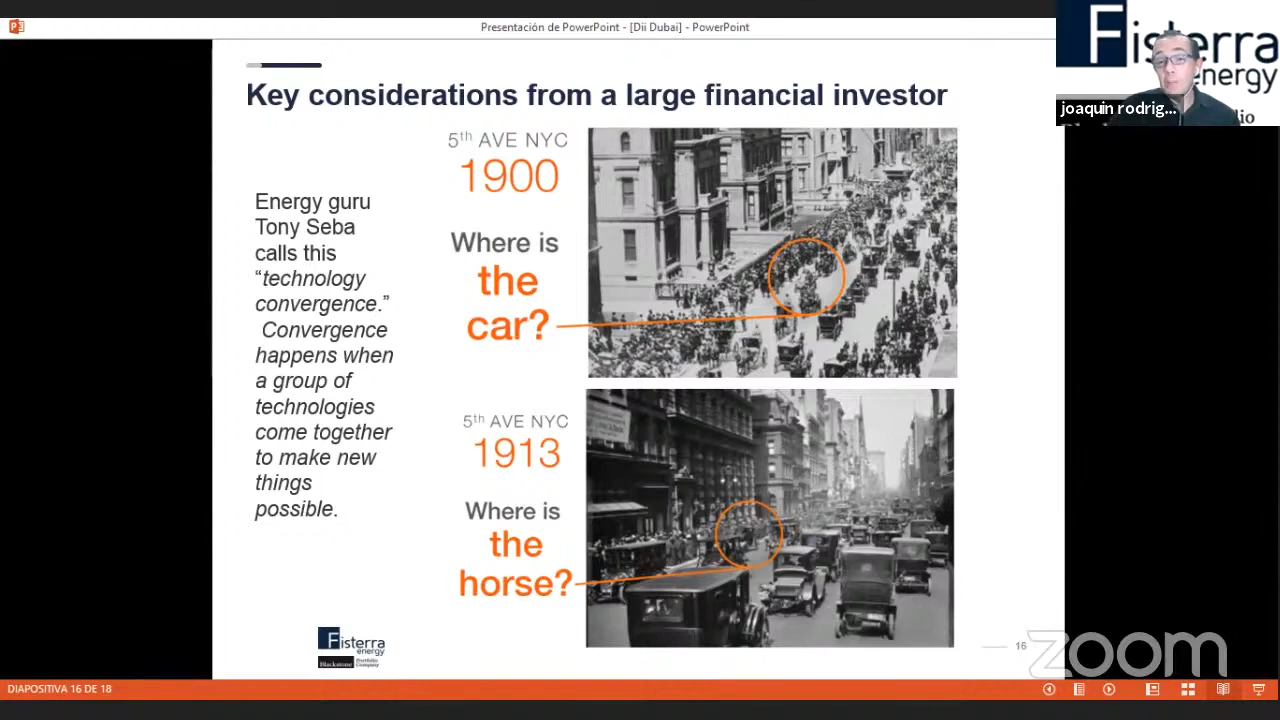 Presentación de PowerPoint - [Dii Dubai] - PowerPoint
Fisterra
energy
joaquin rodrig...
Key considerations from a large financial investor
5th AVE NYC
1900
Where is
the
car?
Energy guru
Tony Seba
calls this
“technology
convergence.”
Convergence
happens when
a group of
technologies
come together
to make new
things
possible.
5th AVE NYC
1913
Where is
the
horse?
Fisterra
energy
Blackstone Portfolio
Company
16
zoom
DIAPOSITIVA 16 DE 18